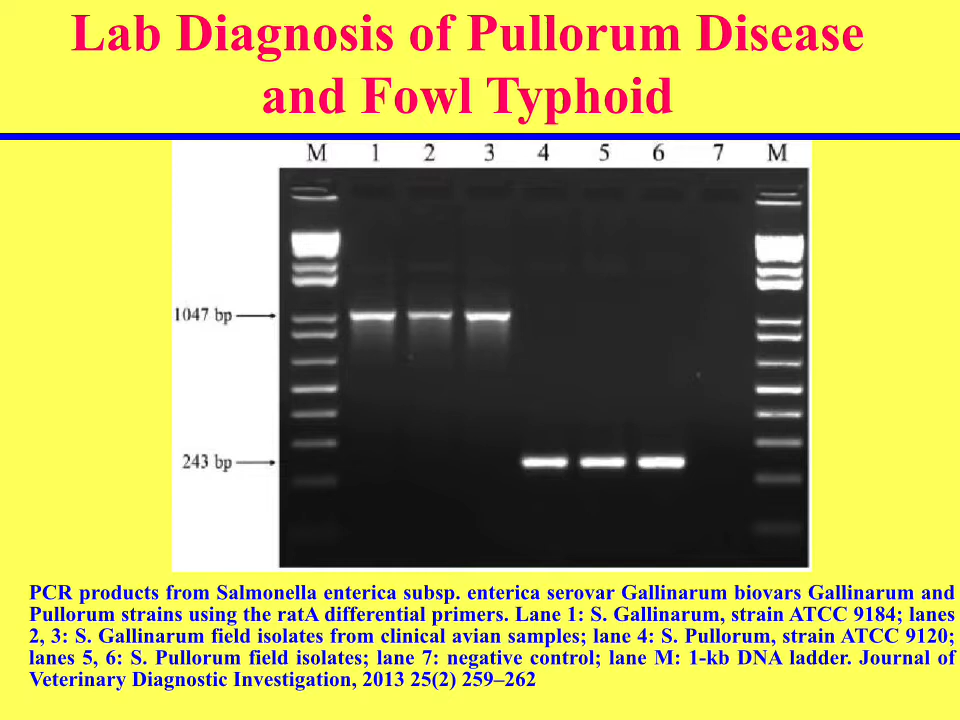 Lab Diagnosis of Pullorum Disease
and Fowl Typhoid
M 1 2 3 4 5 6 7 M
1047 bp
243 bp
PCR products from Salmonella enterica subsp. enterica serovar Gallinarum biovars Gallinarum and
Pullorum strains using the ratA differential primers. Lane 1: S. Gallinarum, strain ATCC 9184; lanes
2, 3: S. Gallinarum field isolates from clinical avian samples; lane 4: S. Pullorum, strain ATCC 9120;
lanes 5, 6: S. Pullorum field isolates; lane 7: negative control; lane M: 1-kb DNA ladder. Journal of
Veterinary Diagnostic Investigation, 2013 25(2) 259–262